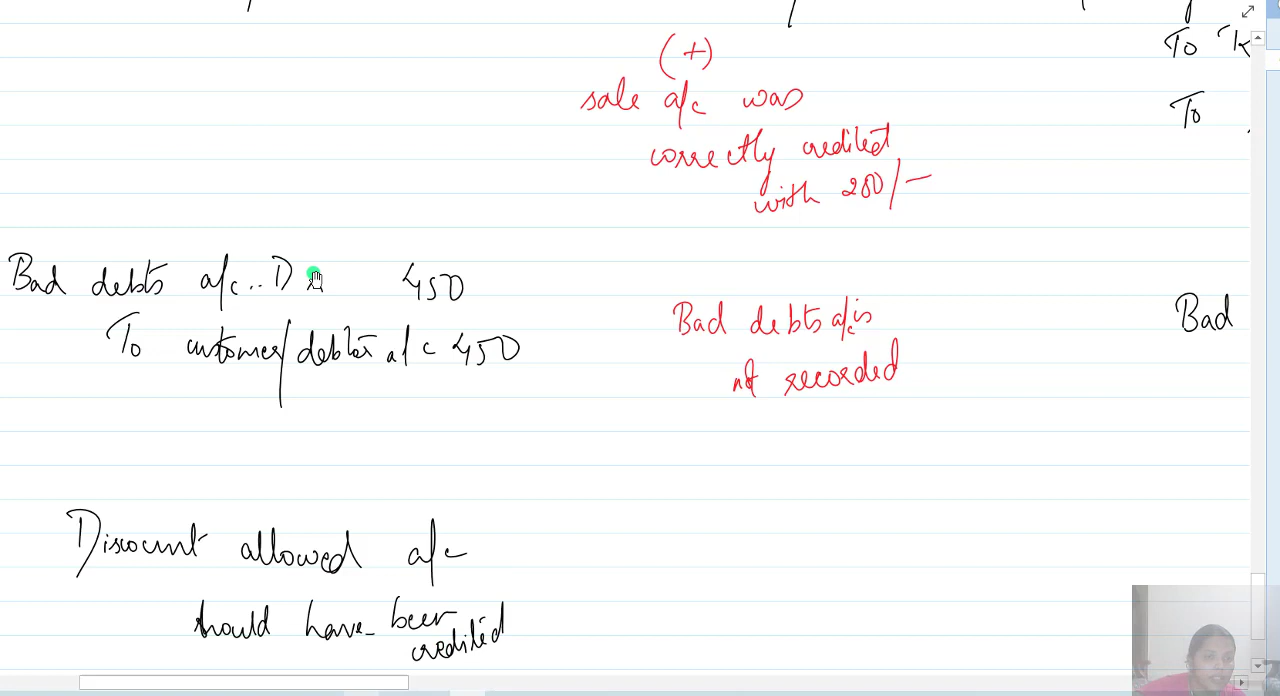 To
(+)
sale a/c was
To
correctly credited
with 200/-
Bad debts a/c..D 450
To customer/debtor a/c 450
Bad debts a/c is
not recorded
Bad
Discount allowed a/c
should have been
credited